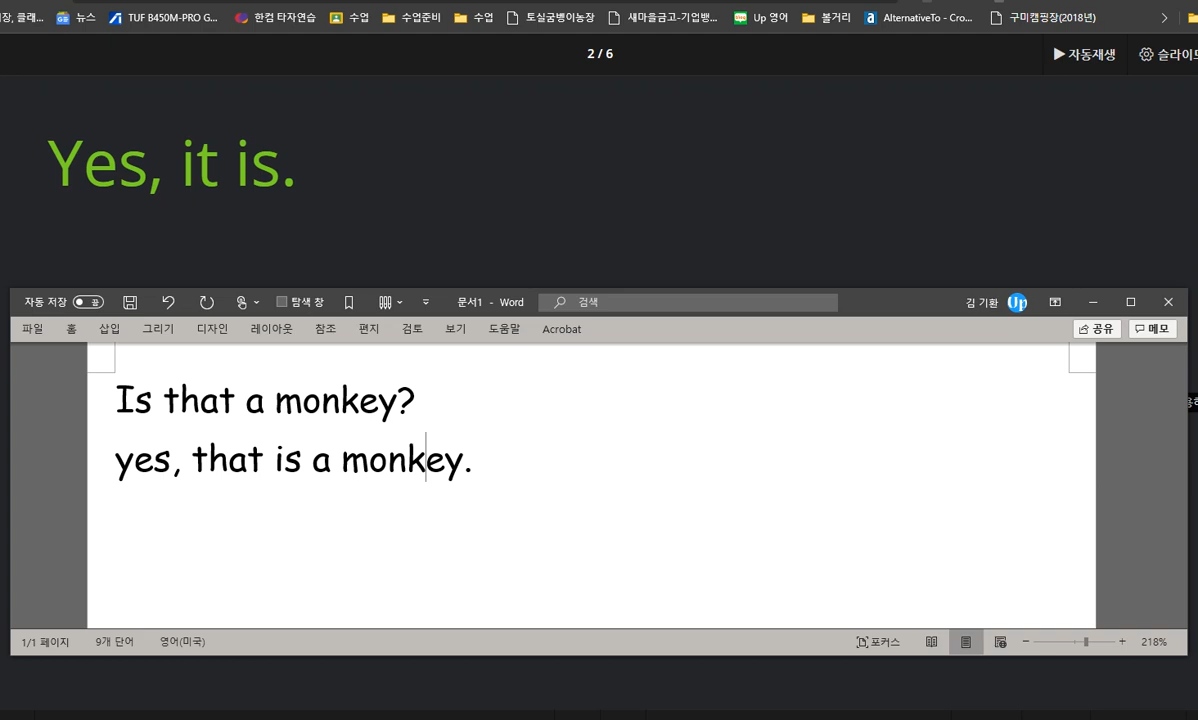 장, 클래... 뉴스 TUF B450M-PRO G... 한컴 타자연습 수업 수업준비 수업 토실굼벵이농장 새마을금고-기업뱅... Up 영어 볼거리 AlternativeTo - Cro... 구미캠핑장(2018년)
2 / 6 자동재생 슬라이드
Yes, it is.
자동 저장 끔 탐색 창 문서1 - Word 검색 김 기환 Up
파일 홈 삽입 그리기 디자인 레이아웃 참조 편지 검토 보기 도움말 Acrobat 공유 메모
Is that a monkey?
yes, that is a monkey.
1/1 페이지 9개 단어 영어(미국) 포커스 218%